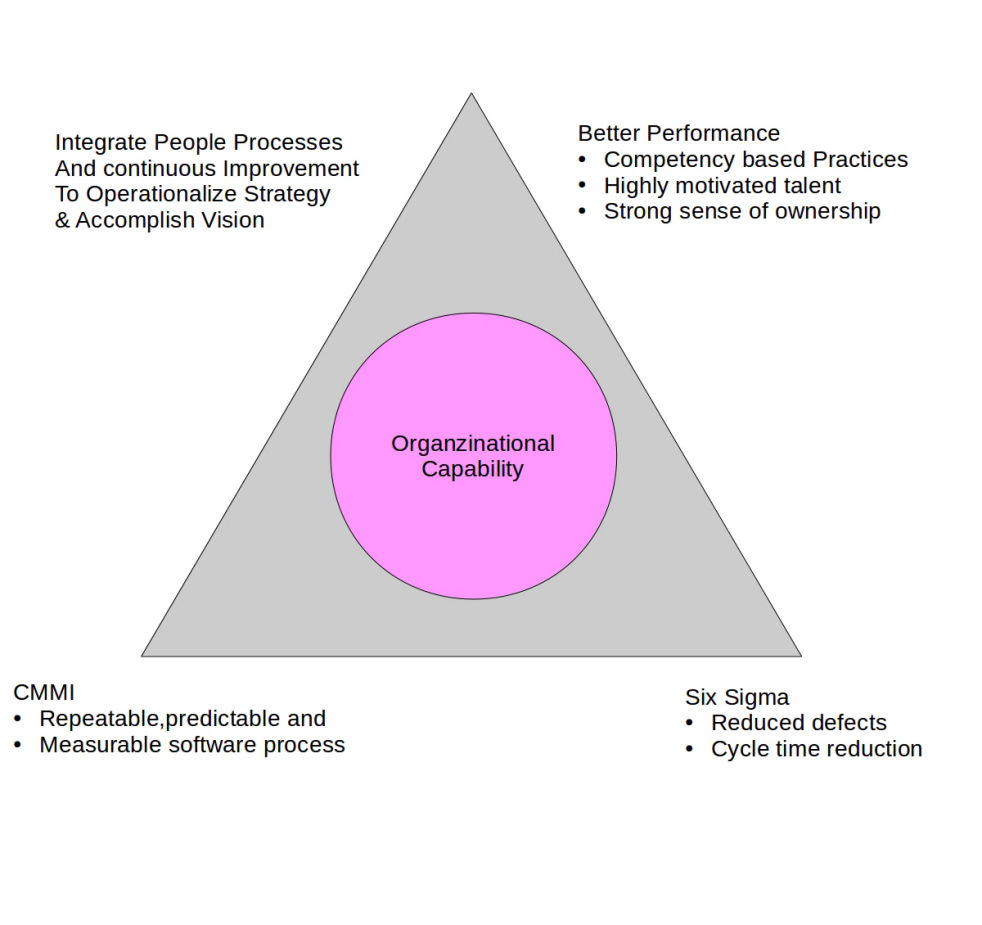 Integrate People Processes
And continuous Improvement
To Operationalize Strategy
& Accomplish Vision
Better Performance
• Competency based Practices
• Highly motivated talent
• Strong sense of ownership
Organzinational
Capability
CMMI
• Repeatable,predictable and
• Measurable software process
Six Sigma
• Reduced defects
• Cycle time reduction